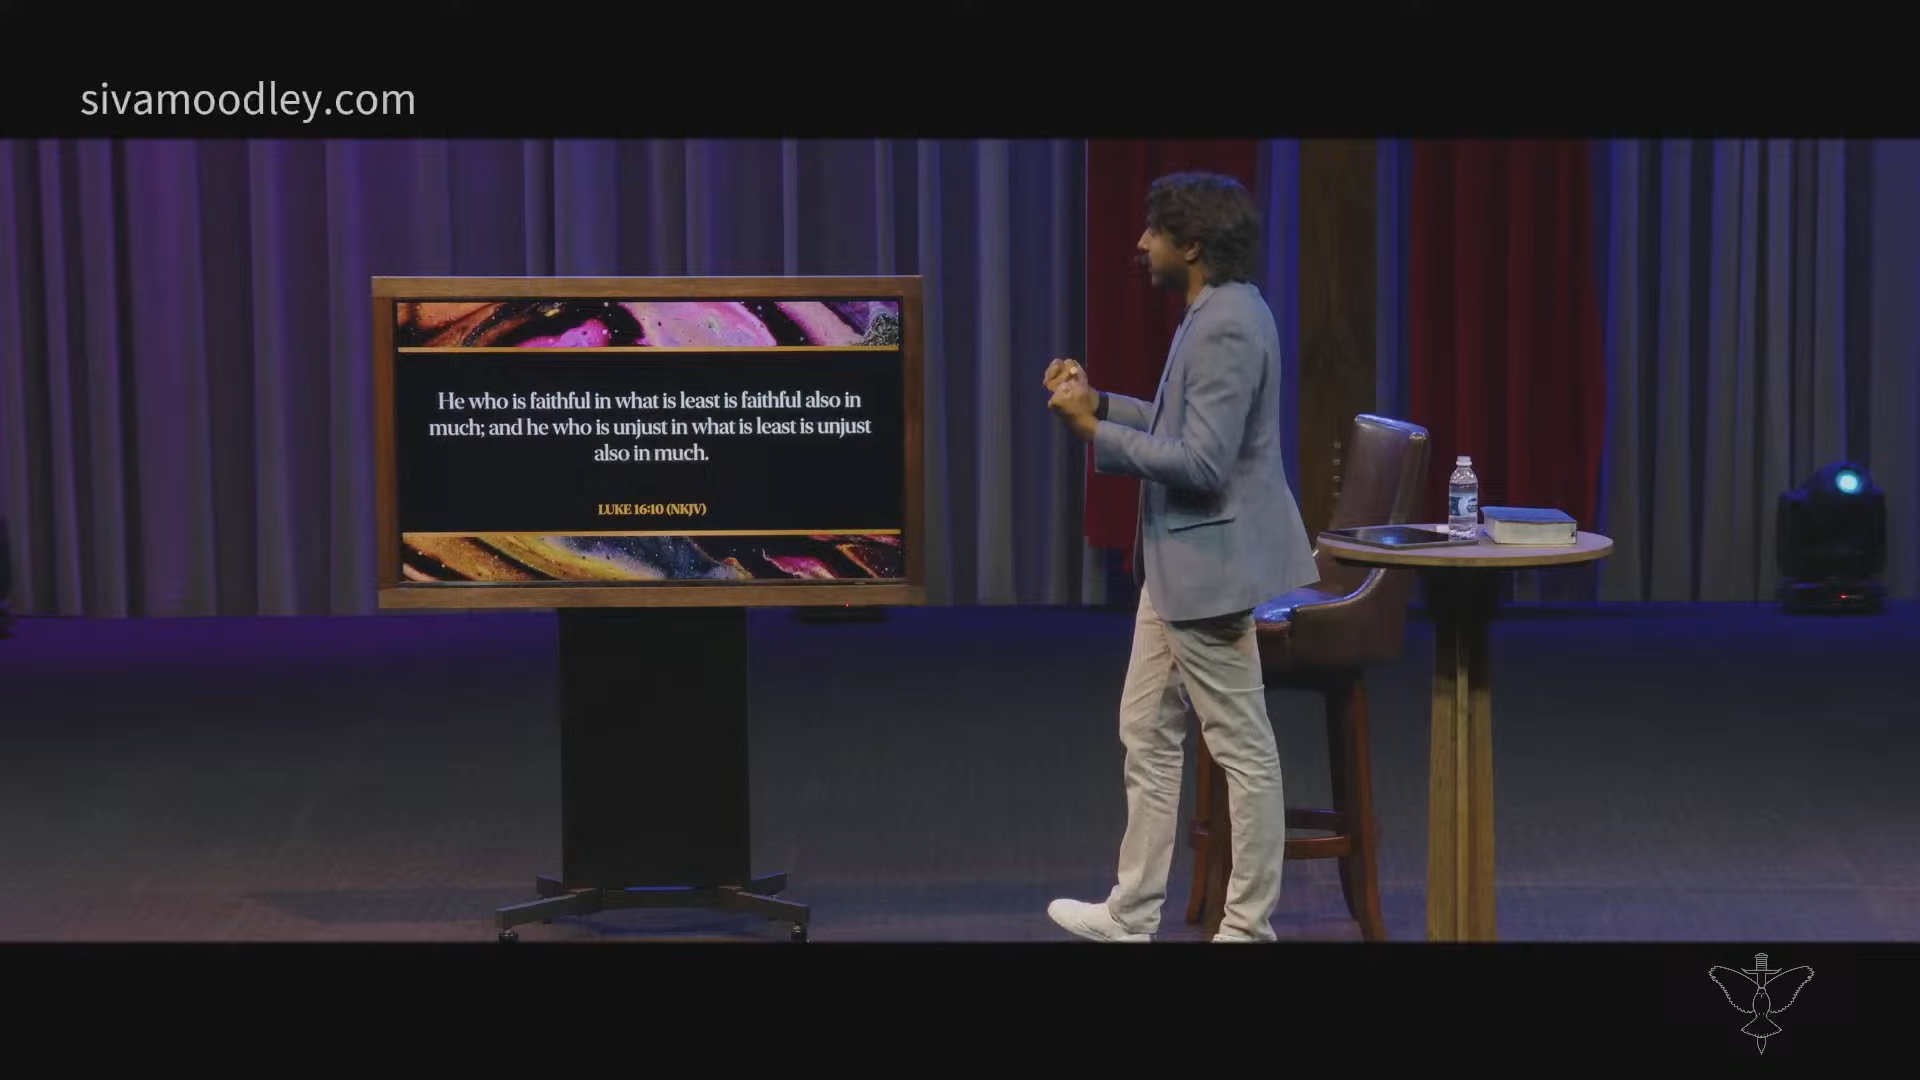 sivamoodley.com
He who is faithful in what is least is faithful also in
much; and he who is unjust in what is least is unjust
also in much.
LUKE 16:10 (NKJV)